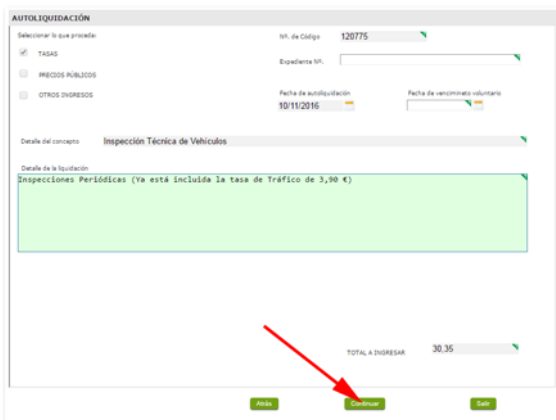 AUTOLIQUIDACIÓN
Seleccionar lo que proceda:
Nº. de Código 120775
TASAS
Expediente Nº.
PRECIOS PÚBLICOS
OTROS INGRESOS
Fecha de autoliquidación Fecha de vencimineto voluntario
10/11/2016
Detalle del concepto Inspección Técnica de Vehículos
Detalle de la liquidación
Inspecciones Periódicas (Ya está incluida la tasa de Tráfico de 3,90 €)
TOTAL A INGRESAR 30,35
Atrás Continuar Salir